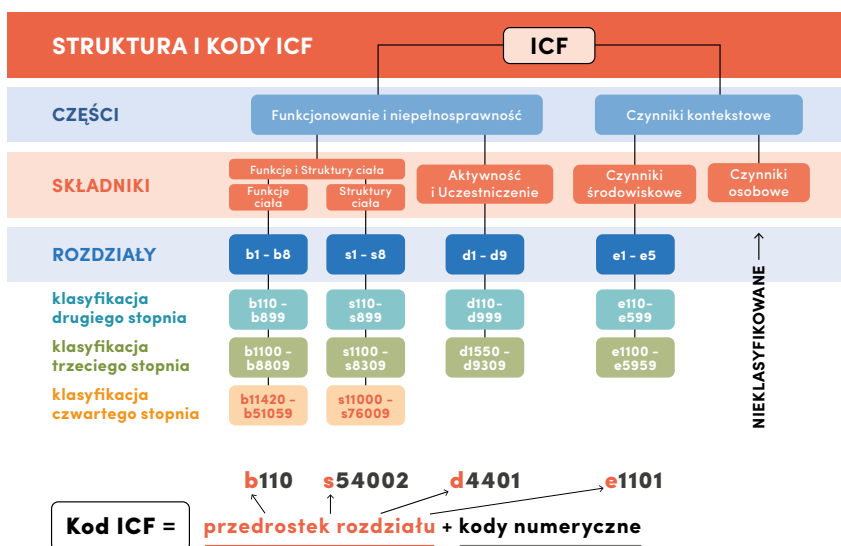 STRUKTURA I KODY ICF
ICF
CZĘŚCI
Funkcjonowanie i niepełnosprawność
Czynniki kontekstowe
SKŁADNIKI
Funkcje i Struktury ciała
Funkcje
ciała
Struktury
ciała
Aktywność
i Uczestniczenie
Czynniki
środowiskowe
Czynniki
osobowe
ROZDZIAŁY
b1 - b8
s1 - s8
d1 - d9
e1 - e5
NIEKLASYFIKOWANE
klasyfikacja
drugiego stopnia
b110 -
b899
s110-
s899
d110-
d999
e110-
e599
klasyfikacja
trzeciego stopnia
b1100 -
b8809
s1100 -
s8309
d1550 -
d9309
e1100 -
e5959
klasyfikacja
czwartego stopnia
b11420 -
b51059
s11000 -
s76009
b110
s54002
d4401
e1101
Kod ICF =
przedrostek rozdziału + kody numeryczne